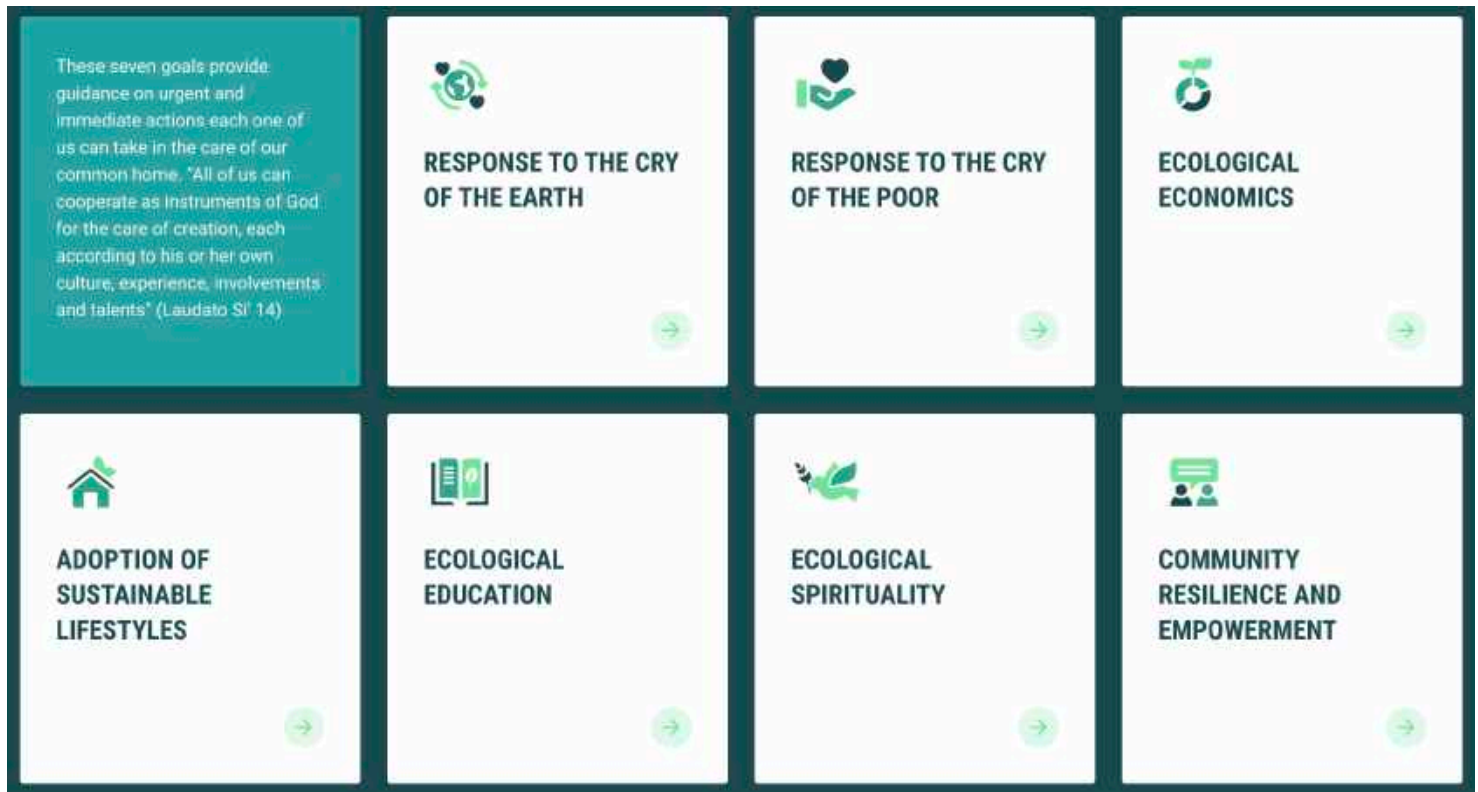 These seven goals provide
guidance on urgent and
immediate actions each one of
us can take in the care of our
common home. "All of us can
cooperate as instruments of God
for the care of creation, each
according to his or her own
culture, experience, involvements
and talents" (Laudato Si' 14)
RESPONSE TO THE CRY
OF THE EARTH
RESPONSE TO THE CRY
OF THE POOR
ECOLOGICAL
ECONOMICS
ADOPTION OF
SUSTAINABLE
LIFESTYLES
ECOLOGICAL
EDUCATION
ECOLOGICAL
SPIRITUALITY
COMMUNITY
RESILIENCE AND
EMPOWERMENT